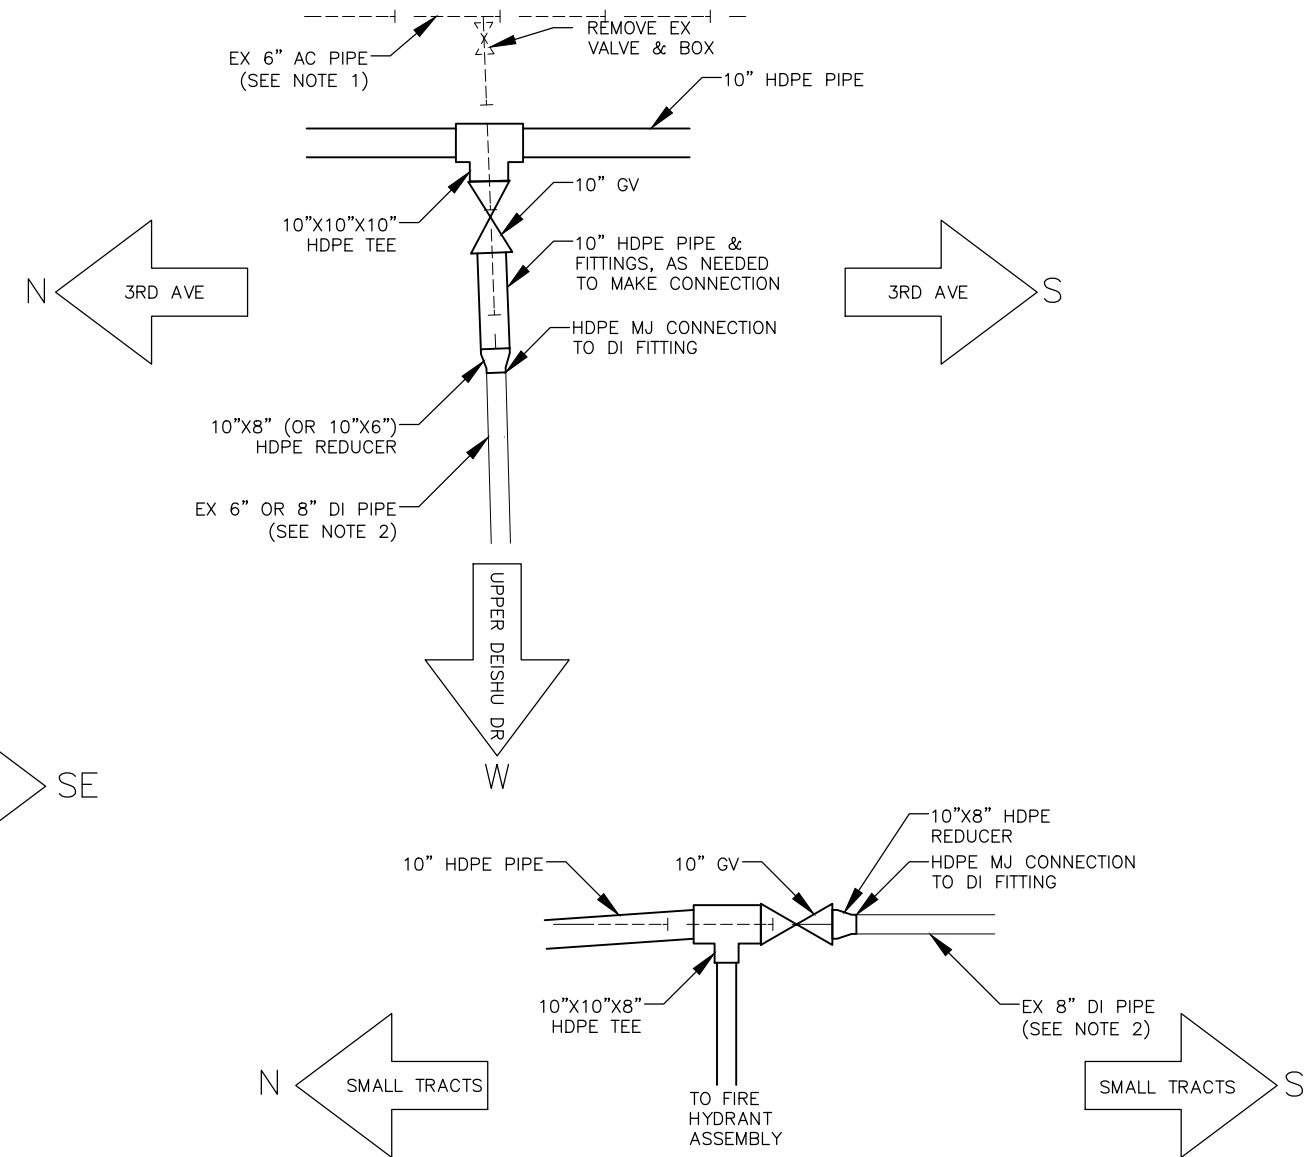 REMOVE EX
VALVE & BOX
EX 6” AC PIPE
(SEE NOTE 1)
10” HDPE PIPE
10” GV
10”X10”X10”
HDPE TEE
10” HDPE PIPE &
FITTINGS, AS NEEDED
TO MAKE CONNECTION
N
3RD AVE
3RD AVE
S
HDPE MJ CONNECTION
TO DI FITTING
10”X8” (OR 10”X6”)
HDPE REDUCER
EX 6” OR 8” DI PIPE
(SEE NOTE 2)
UPPER DEISHU DR
W
SE
10”X8” HDPE
REDUCER
10” HDPE PIPE
10” GV
HDPE MJ CONNECTION
TO DI FITTING
10”X10”X8”
HDPE TEE
EX 8” DI PIPE
(SEE NOTE 2)
N
SMALL TRACTS
TO FIRE
HYDRANT
ASSEMBLY
SMALL TRACTS
S